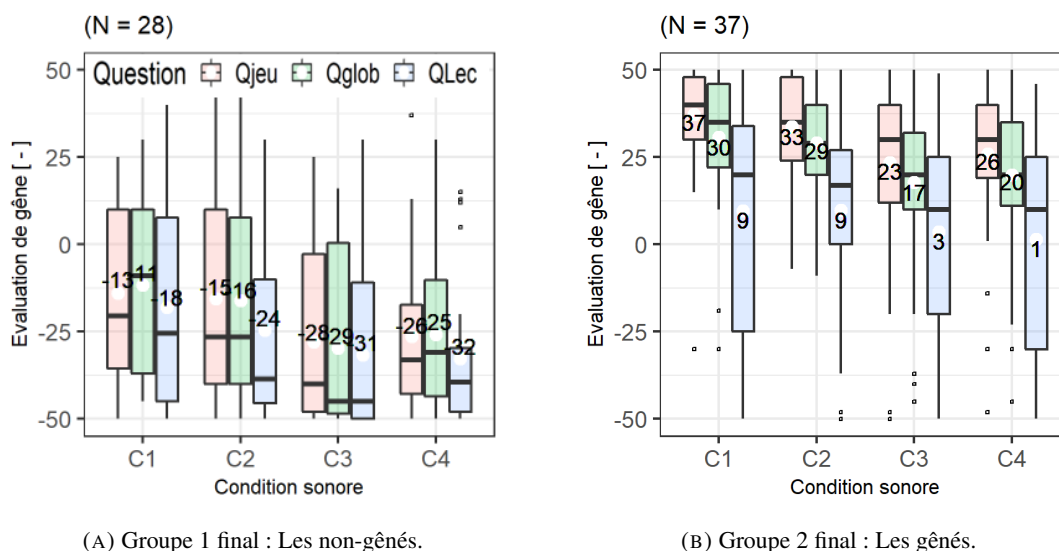 (N = 28)
Question Qjeu Qglob QLec
Evaluation de gêne [ - ]
50
25
0
-25
-50
-13 -11 -18 -15 -16 -24 -28 -29 -31 -26 -25 -32
C1 C2 C3 C4
Condition sonore
(A) Groupe 1 final : Les non-gênés.
(N = 37)
Evaluation de gêne [ - ]
50
25
0
-25
-50
37 30 9 33 29 9 23 17 3 26 20 1
C1 C2 C3 C4
Condition sonore
(B) Groupe 2 final : Les gênés.